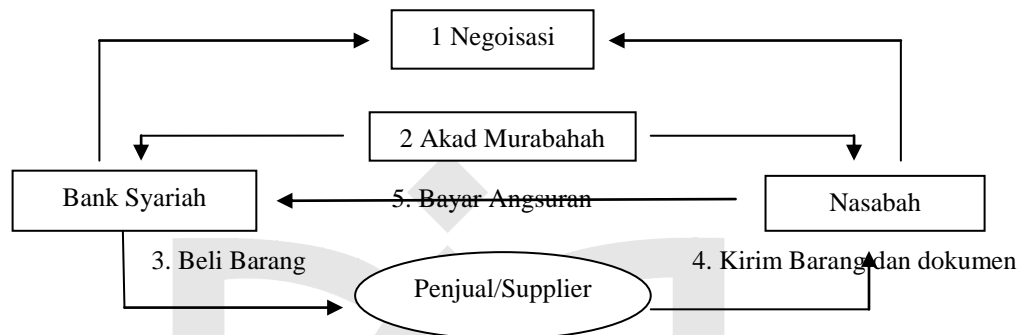 1 Negoisasi
2 Akad Murabahah
Bank Syariah
5. Bayar Angsuran
Nasabah
3. Beli Barang
4. Kirim Barang dan dokumen
Penjual/Supplier